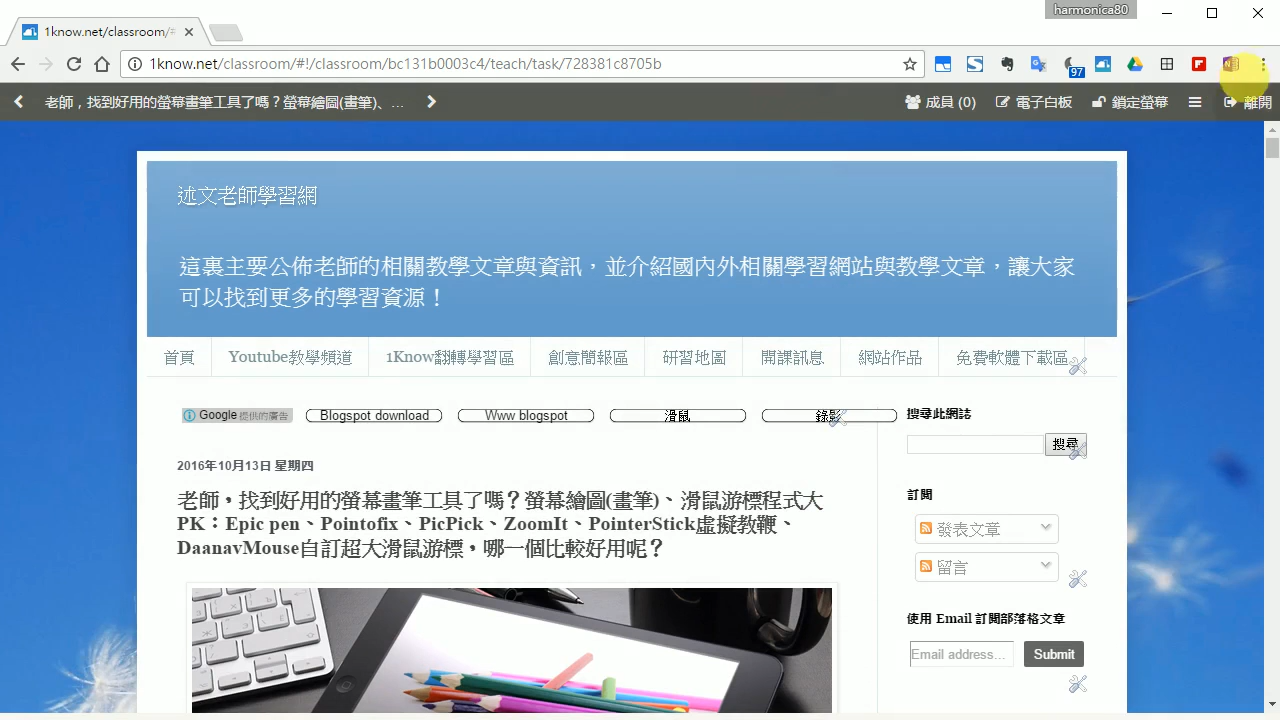 harmonica80
1know.net/classroom/#
1know.net/classroom/#!/classroom/bc131b0003c4/teach/task/728381c8705b
97
老師，找到好用的螢幕畫筆工具了嗎？螢幕繪圖(畫筆)、...
成員 (0)
電子白板
鎖定螢幕
離開
述文老師學習網
這裏主要公佈老師的相關教學文章與資訊，並介紹國內外相關學習網站與教學文章，讓大家
可以找到更多的學習資源！
首頁
Youtube教學頻道
1Know翻轉學習區
創意簡報區
研習地圖
開課訊息
網站作品
免費軟體下載區
Google 提供的廣告
Blogspot download
Www blogspot
滑鼠
錄影
搜尋此網誌
搜尋
2016年10月13日 星期四
老師，找到好用的螢幕畫筆工具了嗎？螢幕繪圖(畫筆)、滑鼠游標程式大
PK：Epic pen、Pointofix、PicPick、ZoomIt、PointerStick虛擬教鞭、
DaanavMouse自訂超大滑鼠游標，哪一個比較好用呢？
訂閱
發表文章
留言
使用 Email 訂閱部落格文章
Email address...
Submit